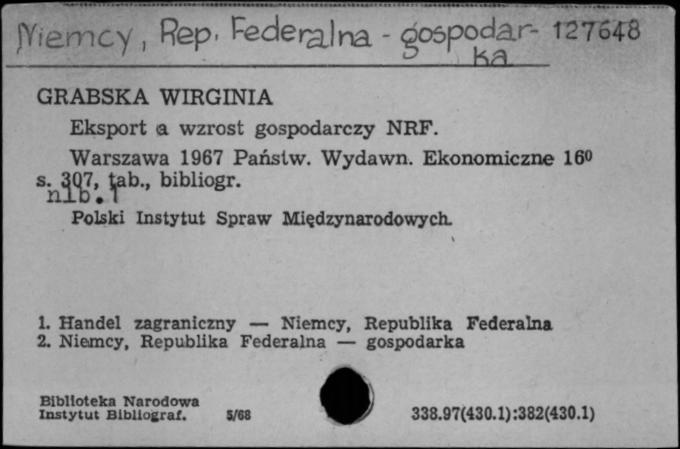 Niemcy, Rep. Federalna - gospodar- 127648
ka
GRABSKA WIRGINIA
Eksport a wzrost gospodarczy NRF.
Warszawa 1967 Państw. Wydawn. Ekonomiczne 16⁰
s. 307, tab., bibliogr.
nlb. 1
Polski Instytut Spraw Międzynarodowych.
1. Handel zagraniczny — Niemcy, Republika Federalna
2. Niemcy, Republika Federalna — gospodarka
Biblioteka Narodowa
Instytut Bibliograf. 5/68 338.97(430.1):382(430.1)